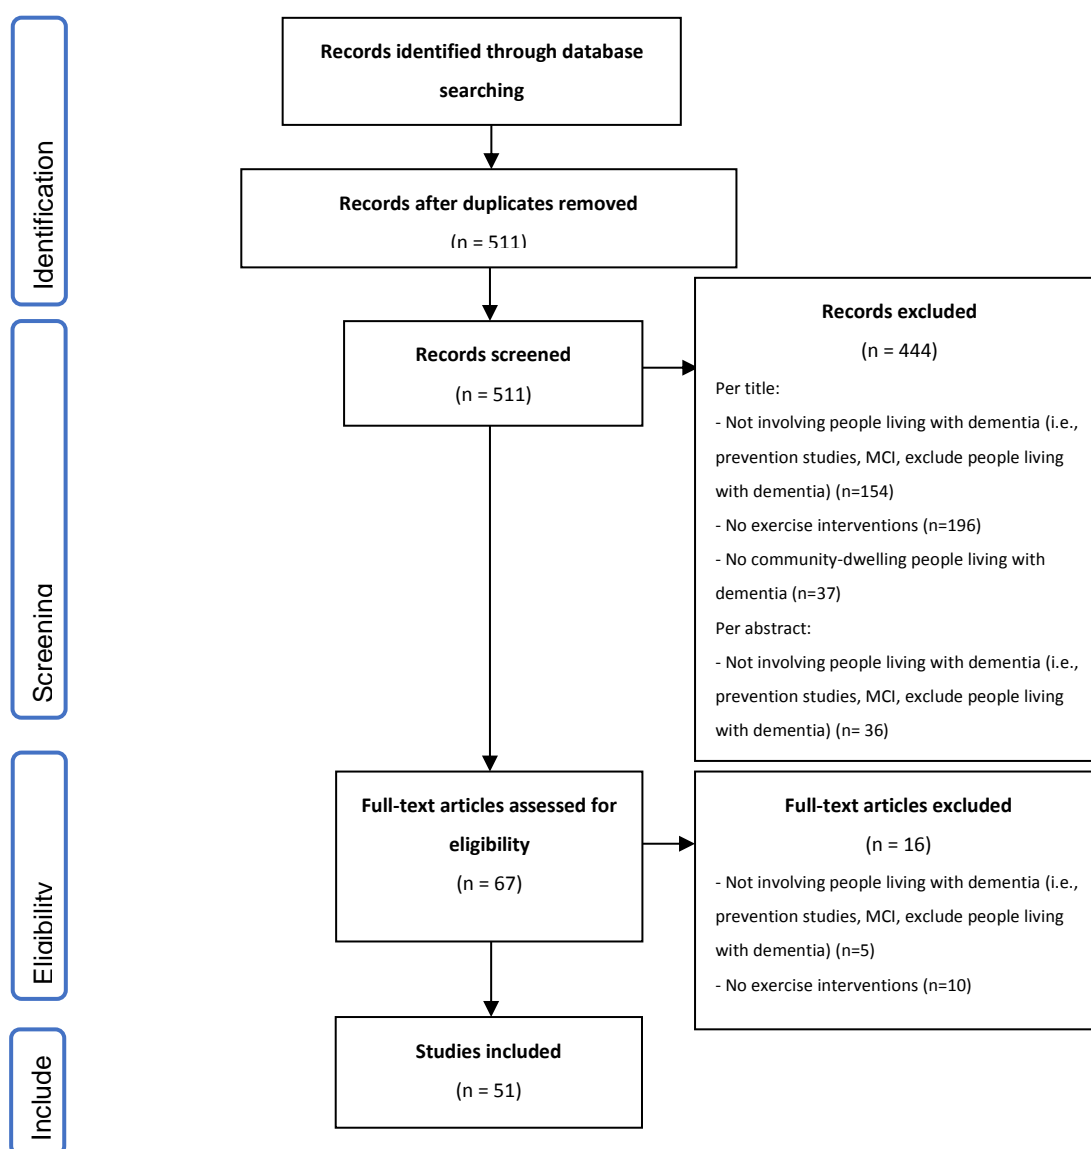 Identification
Records identified through database
searching
Records after duplicates removed
(n = 511)
Screening
Records screened
(n = 511)
Records excluded
(n = 444)
Per title:
- Not involving people living with dementia (i.e.,
prevention studies, MCI, exclude people living
with dementia) (n=154)
- No exercise interventions (n=196)
- No community-dwelling people living with
dementia (n=37)
Per abstract:
- Not involving people living with dementia (i.e.,
prevention studies, MCI, exclude people living
with dementia) (n= 36)
Eligibility
Full-text articles assessed for
eligibility
(n = 67)
Full-text articles excluded
(n = 16)
- Not involving people living with dementia (i.e.,
prevention studies, MCI, exclude people living
with dementia) (n=5)
- No exercise interventions (n=10)
Include
Studies included
(n = 51)